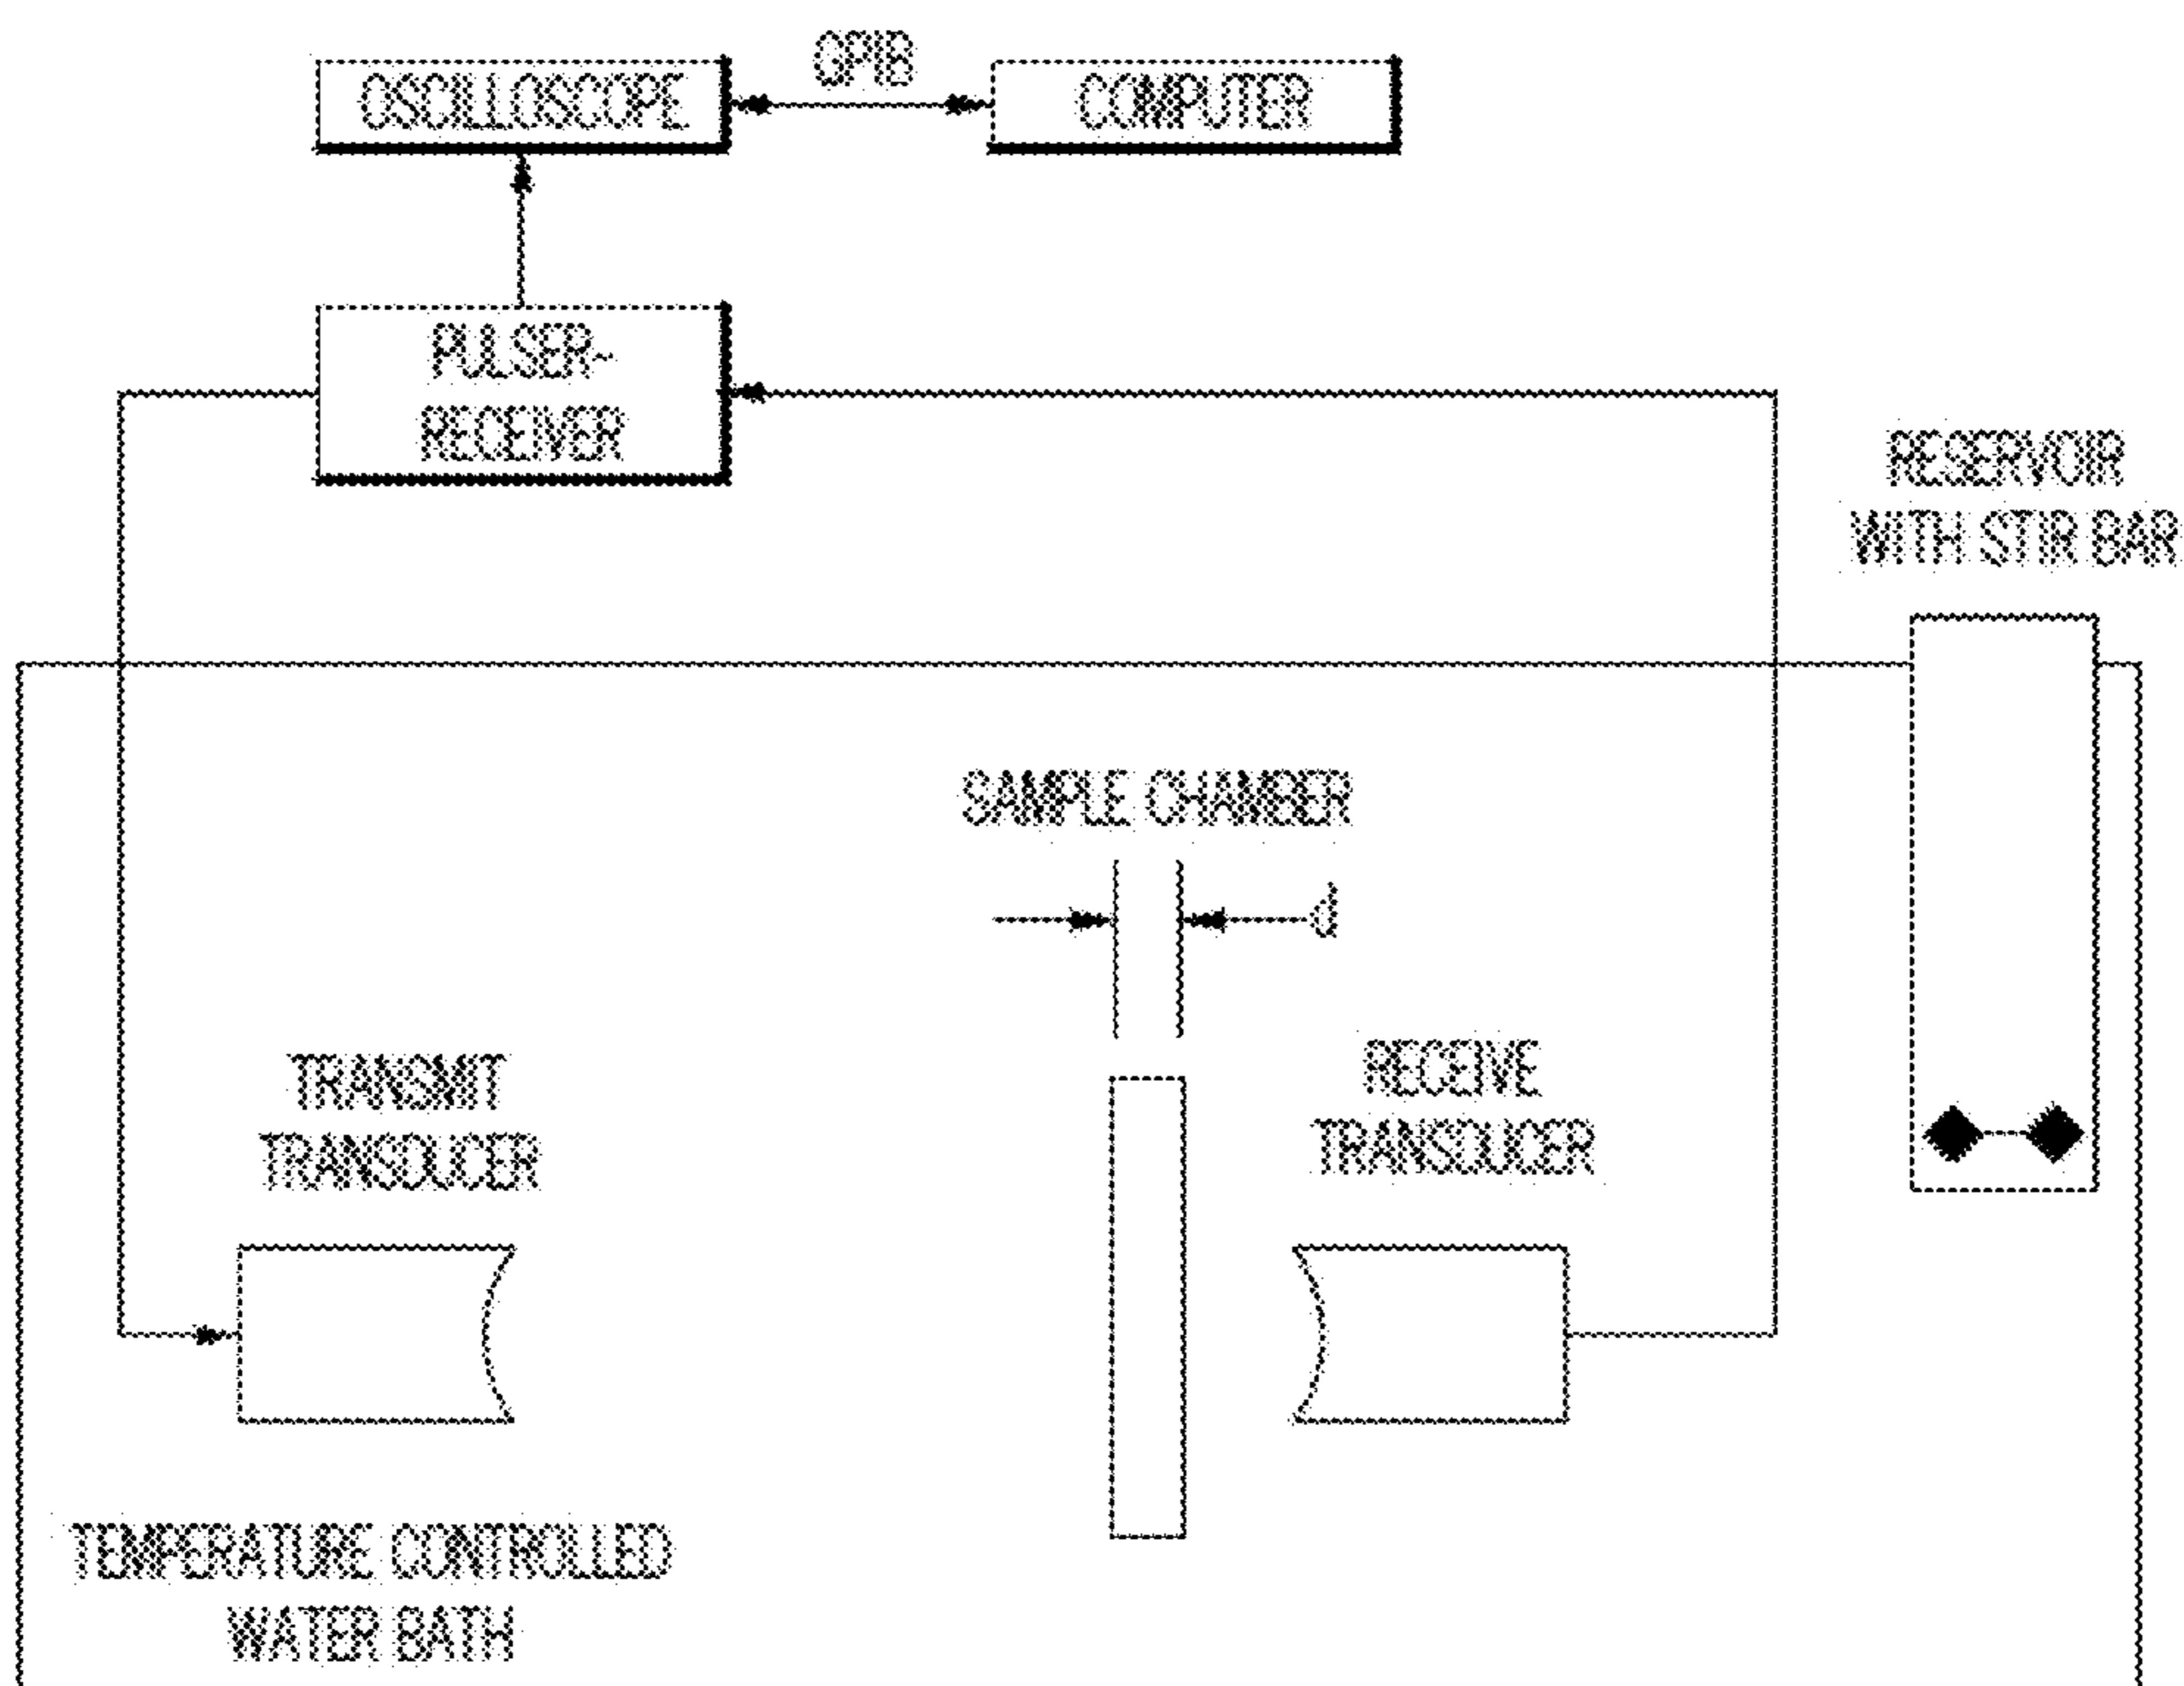 OSCILLOSCOPE
GPIB
COMPUTER
PULSER-
RECEIVER
RESERVOIR
WITH STIR BAR
SAMPLE CHAMBER
d
TRANSMIT
TRANSDUCER
RECEIVE
TRANSDUCER
TEMPERATURE CONTROLLED
WATER BATH